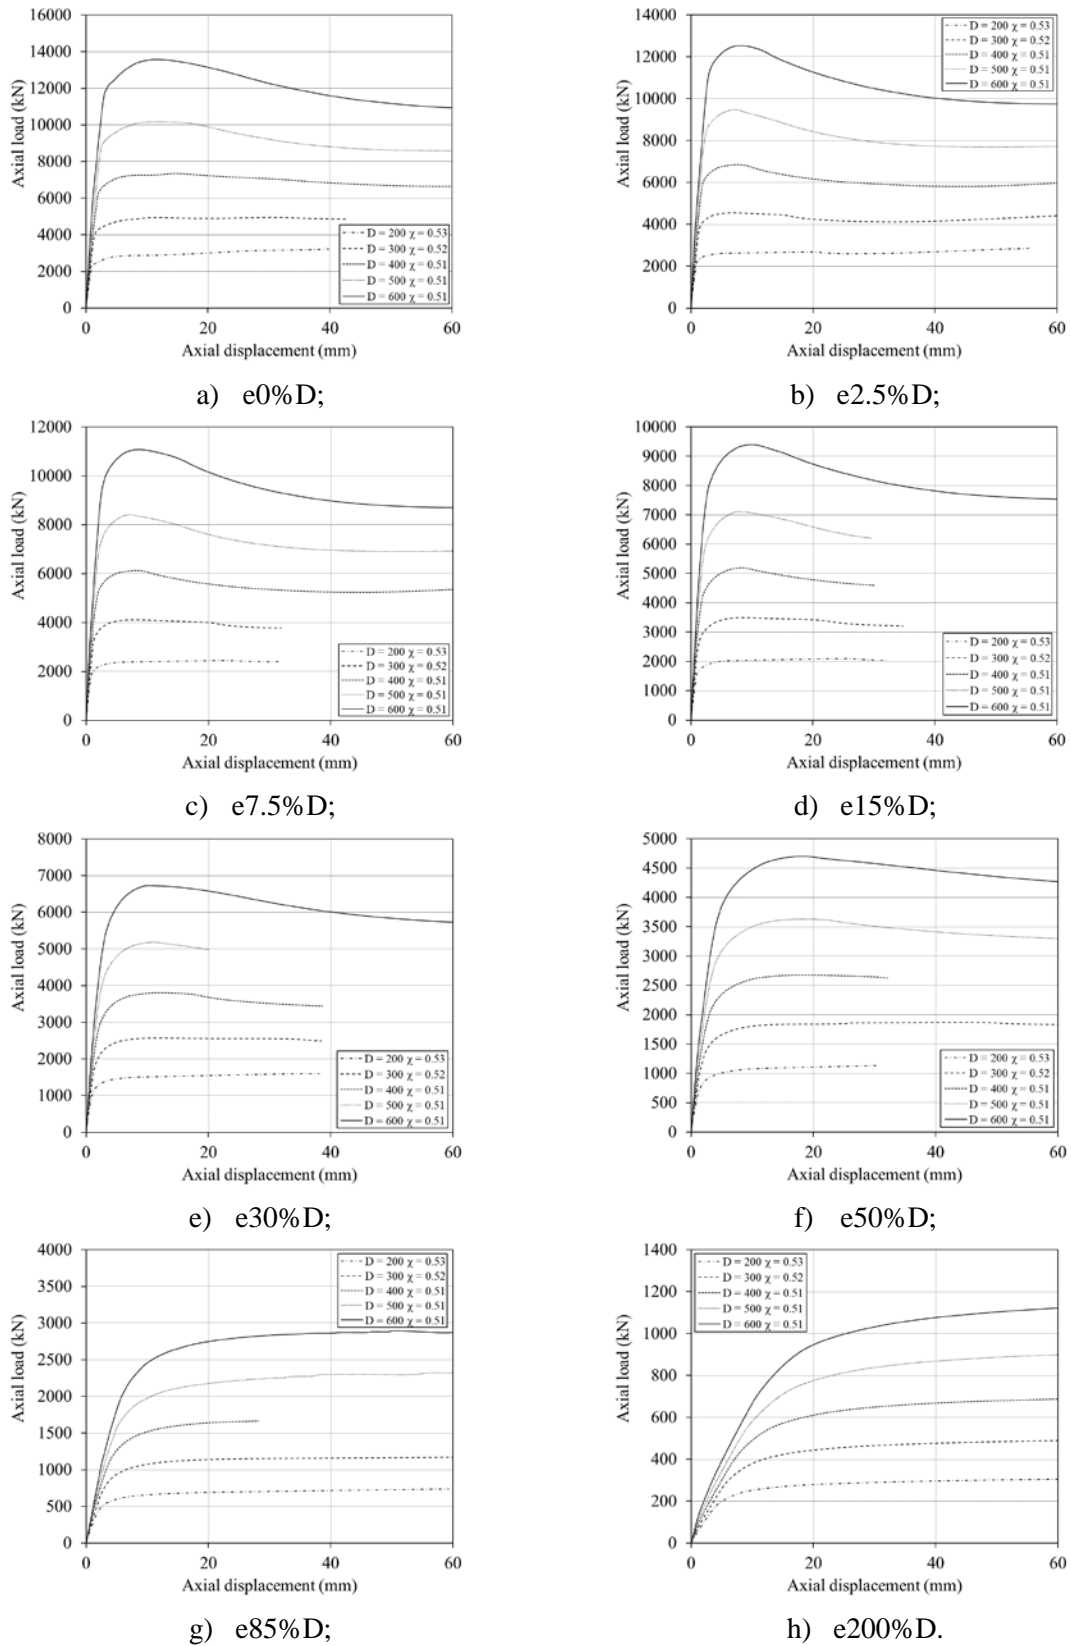 16000
14000
12000
10000
8000
6000
4000
2000
0
Axial load (kN)
D = 200 χ = 0.53
D = 300 χ = 0.52
D = 400 χ = 0.51
D = 500 χ = 0.51
D = 600 χ = 0.51
0 20 40 60
Axial displacement (mm)
a) e0%D;
14000
12000
10000
8000
6000
4000
2000
0
Axial load (kN)
D = 200 χ = 0.53
D = 300 χ = 0.52
D = 400 χ = 0.51
D = 500 χ = 0.51
D = 600 χ = 0.51
0 20 40 60
Axial displacement (mm)
b) e2.5%D;
12000
10000
8000
6000
4000
2000
0
Axial load (kN)
D = 200 χ = 0.53
D = 300 χ = 0.52
D = 400 χ = 0.51
D = 500 χ = 0.51
D = 600 χ = 0.51
0 20 40 60
Axial displacement (mm)
c) e7.5%D;
10000
9000
8000
7000
6000
5000
4000
3000
2000
1000
0
Axial load (kN)
D = 200 χ = 0.53
D = 300 χ = 0.52
D = 400 χ = 0.51
D = 500 χ = 0.51
D = 600 χ = 0.51
0 20 40 60
Axial displacement (mm)
d) e15%D;
8000
7000
6000
5000
4000
3000
2000
1000
0
Axial load (kN)
D = 200 χ = 0.53
D = 300 χ = 0.52
D = 400 χ = 0.51
D = 500 χ = 0.51
D = 600 χ = 0.51
0 20 40 60
Axial displacement (mm)
e) e30%D;
5000
4500
4000
3500
3000
2500
2000
1500
1000
500
0
Axial load (kN)
D = 200 χ = 0.53
D = 300 χ = 0.52
D = 400 χ = 0.51
D = 500 χ = 0.51
D = 600 χ = 0.51
0 20 40 60
Axial displacement (mm)
f) e50%D;
4000
3500
3000
2500
2000
1500
1000
500
0
Axial load (kN)
D = 200 χ = 0.53
D = 300 χ = 0.52
D = 400 χ = 0.51
D = 500 χ = 0.51
D = 600 χ = 0.51
0 20 40 60
Axial displacement (mm)
g) e85%D;
1400
1200
1000
800
600
400
200
0
Axial load (kN)
D = 200 χ = 0.53
D = 300 χ = 0.52
D = 400 χ = 0.51
D = 500 χ = 0.51
D = 600 χ = 0.51
0 20 40 60
Axial displacement (mm)
h) e200%D.